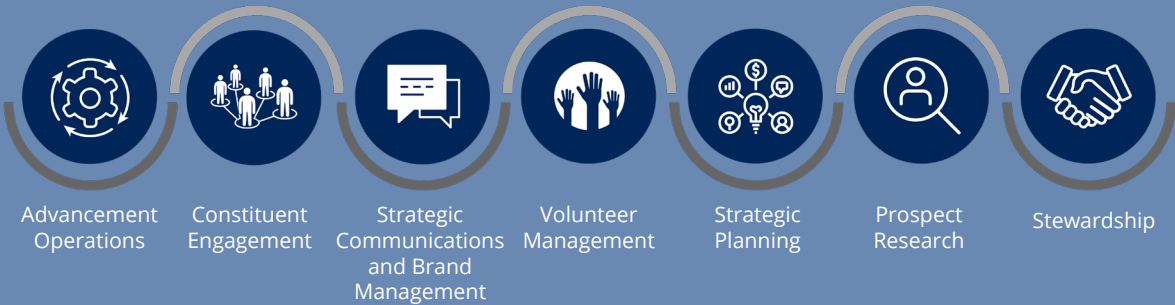 Advancement
Operations
Constituent
Engagement
Strategic
Communications
and Brand
Management
Volunteer
Management
Strategic
Planning
Prospect
Research
Stewardship